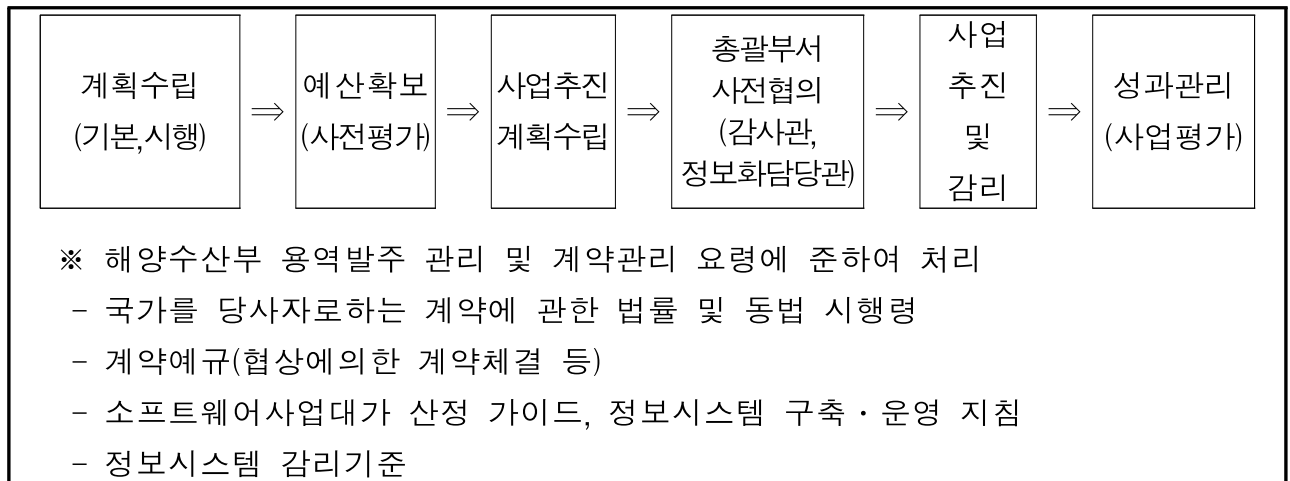 계획수립
(기본,시행)
⇒
예산확보
(사전평가)
⇒
사업추진
계획수립
⇒
총괄부서
사전협의
(감사관,
정보화담당관)
⇒
사업
추진
및
감리
⇒
성과관리
(사업평가)
※ 해양수산부 용역발주 관리 및 계약관리 요령에 준하여 처리
- 국가를 당사자로하는 계약에 관한 법률 및 동법 시행령
- 계약예규(협상에의한 계약체결 등)
- 소프트웨어사업대가 산정 가이드, 정보시스템 구축·운영 지침
- 정보시스템 감리기준